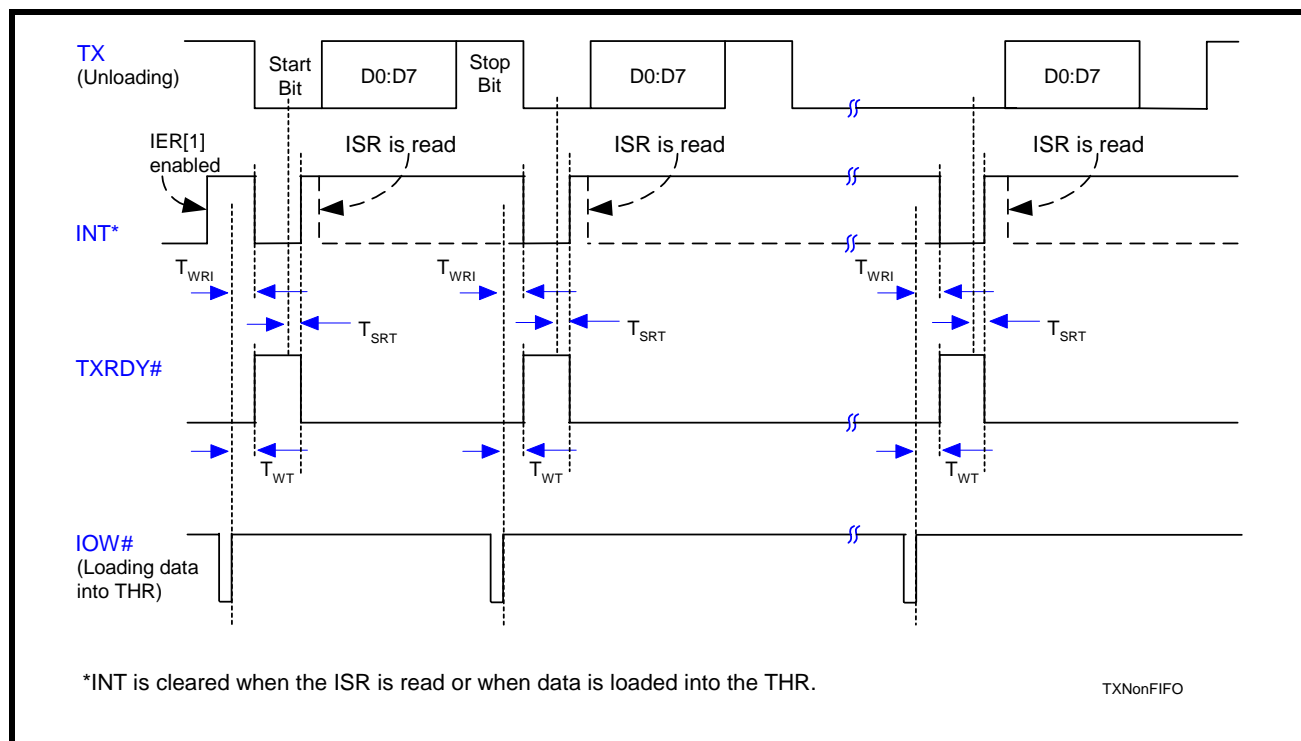 TX
(Unloading)
Start
Bit
D0:D7
Stop
Bit
D0:D7
D0:D7
IER[1]
enabled
ISR is read
ISR is read
ISR is read
INT*
TWRI
TWRI
TWRI
TSRT
TSRT
TSRT
TXRDY#
TWT
TWT
TWT
IOW#
(Loading data
into THR)
*INT is cleared when the ISR is read or when data is loaded into the THR.
TXNonFIFO